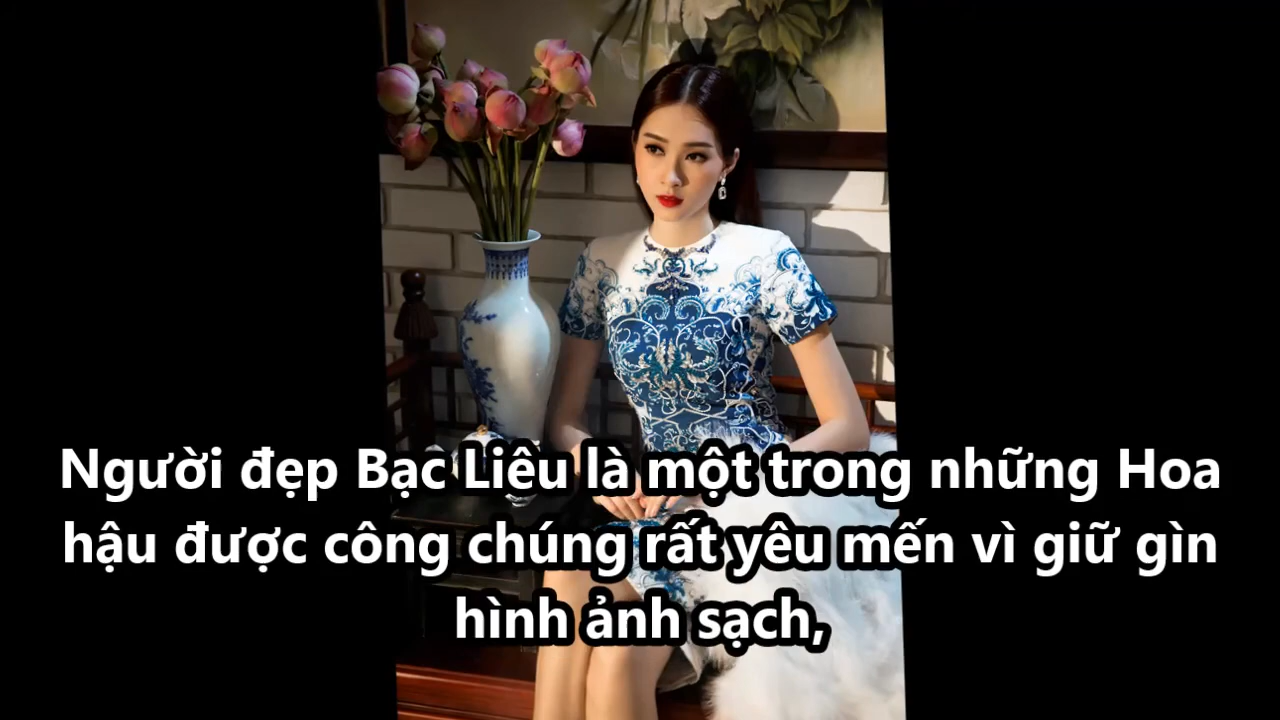 Người đẹp Bạc Liêu là một trong những Hoa
hậu được công chúng rất yêu mến vì giữ gìn
hình ảnh sạch,